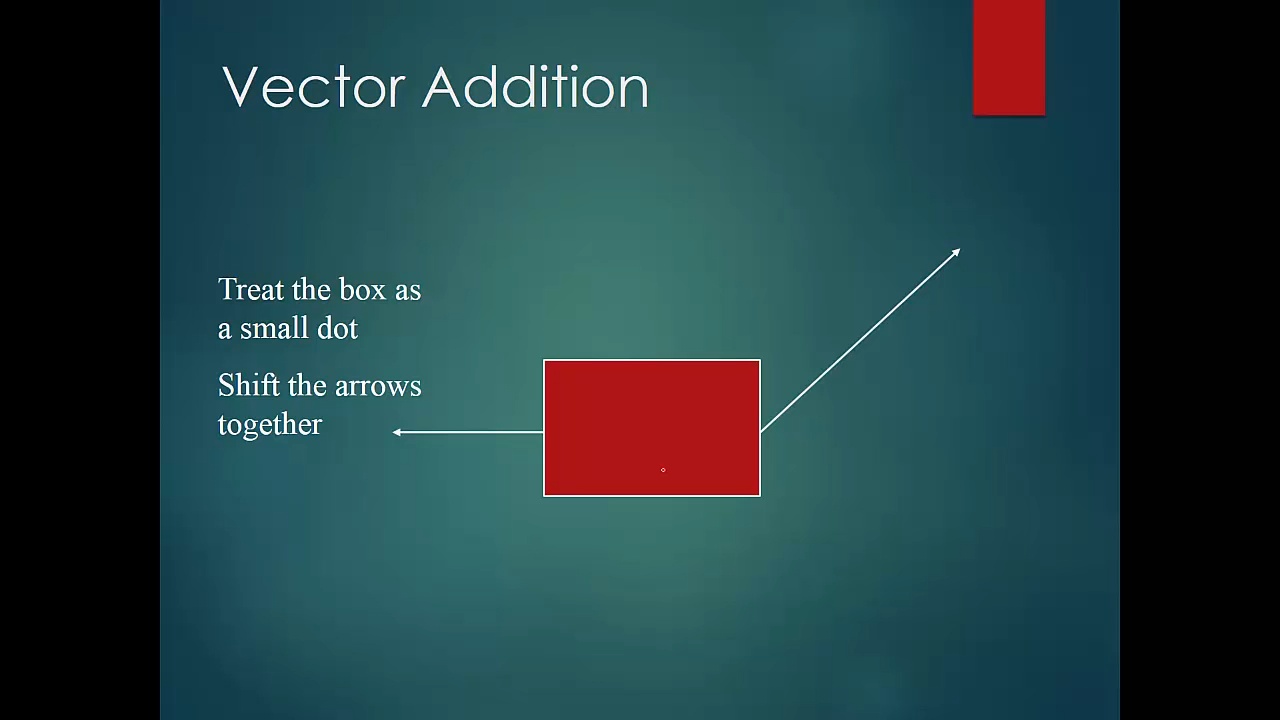 Vector Addition
Treat the box as
a small dot
Shift the arrows
together